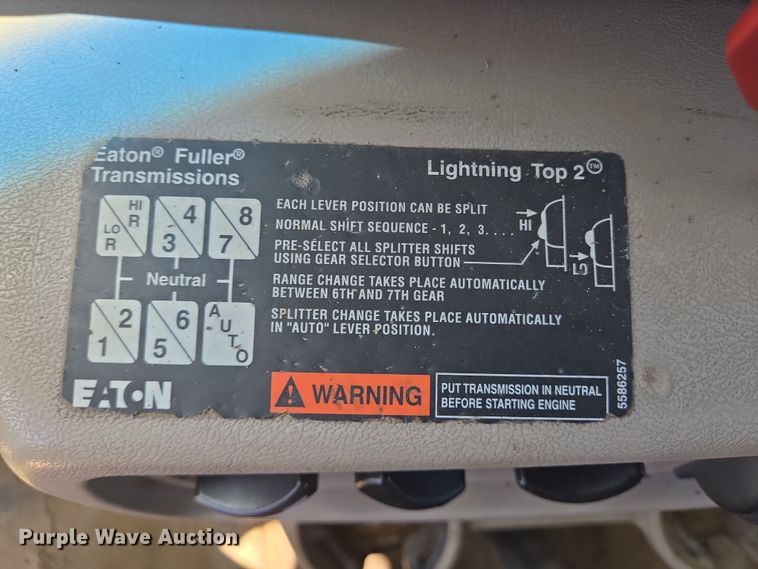 Eaton® Fuller®
Transmissions
Lightning Top 2™
LO R HI R
3 4
7 8
Neutral
1 2
5 6
AUTO
EACH LEVER POSITION CAN BE SPLIT
NORMAL SHIFT SEQUENCE - 1, 2, 3. . . .
PRE-SELECT ALL SPLITTER SHIFTS
USING GEAR SELECTOR BUTTON
HI
LO
RANGE CHANGE TAKES PLACE AUTOMATICALLY
BETWEEN 6TH AND 7TH GEAR
SPLITTER CHANGE TAKES PLACE AUTOMATICALLY
IN "AUTO" LEVER POSITION.
EATON
WARNING
PUT TRANSMISSION IN NEUTRAL
BEFORE STARTING ENGINE
5586257
Purple Wave Auction